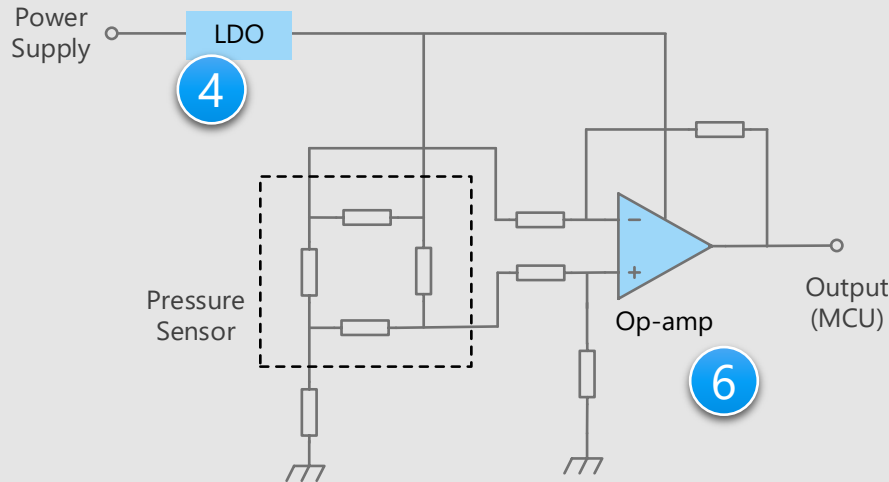 Power
Supply
LDO
4
−
+
Pressure
Sensor
Op-amp
Output
(MCU)
6